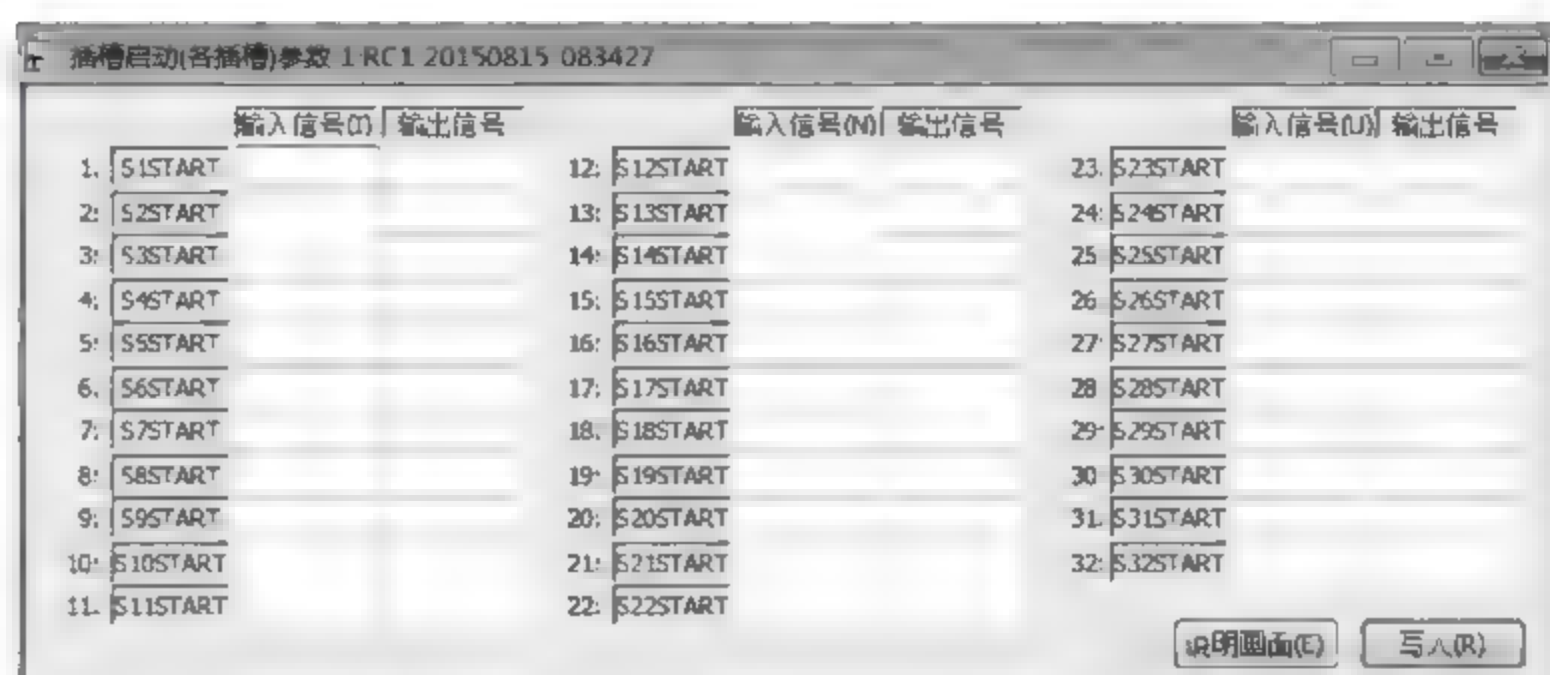 插槽启动(各插槽)参数 1:RC1 20150815-083427
输入信号(I) 输出信号 输入信号(N) 输出信号 输入信号(U) 输出信号
1: S1START 12: S12START 23: S23START
2: S2START 13: S13START 24: S24START
3: S3START 14: S14START 25: S25START
4: S4START 15: S15START 26: S26START
5: S5START 16: S16START 27: S27START
6: S6START 17: S17START 28: S28START
7: S7START 18: S18START 29: S29START
8: S8START 19: S19START 30: S30START
9: S9START 20: S20START 31: S31START
10: S10START 21: S21START 32: S32START
11: S11START 22: S22START
说明画面(E) 写入(R)